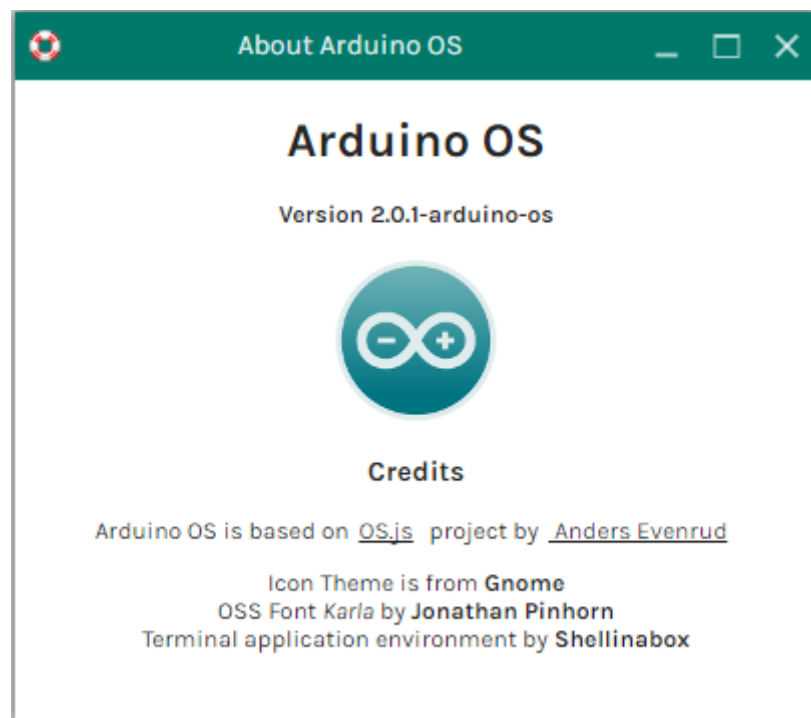 About Arduino OS
Arduino OS
Version 2.0.1-arduino-os
Credits
Arduino OS is based on OS.js project by Anders Evenrud
Icon Theme is from Gnome
OSS Font Karla by Jonathan Pinhorn
Terminal application environment by Shellinabox